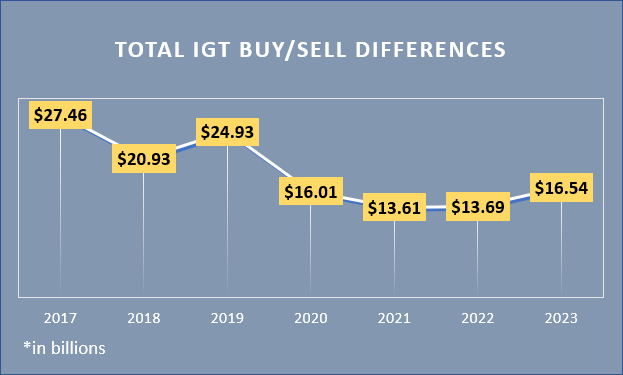 TOTAL IGT BUY/SELL DIFFERENCES
$27.46
$20.93
$24.93
$16.01
$13.61
$13.69
$16.54
2017 2018 2019 2020 2021 2022 2023
*in billions